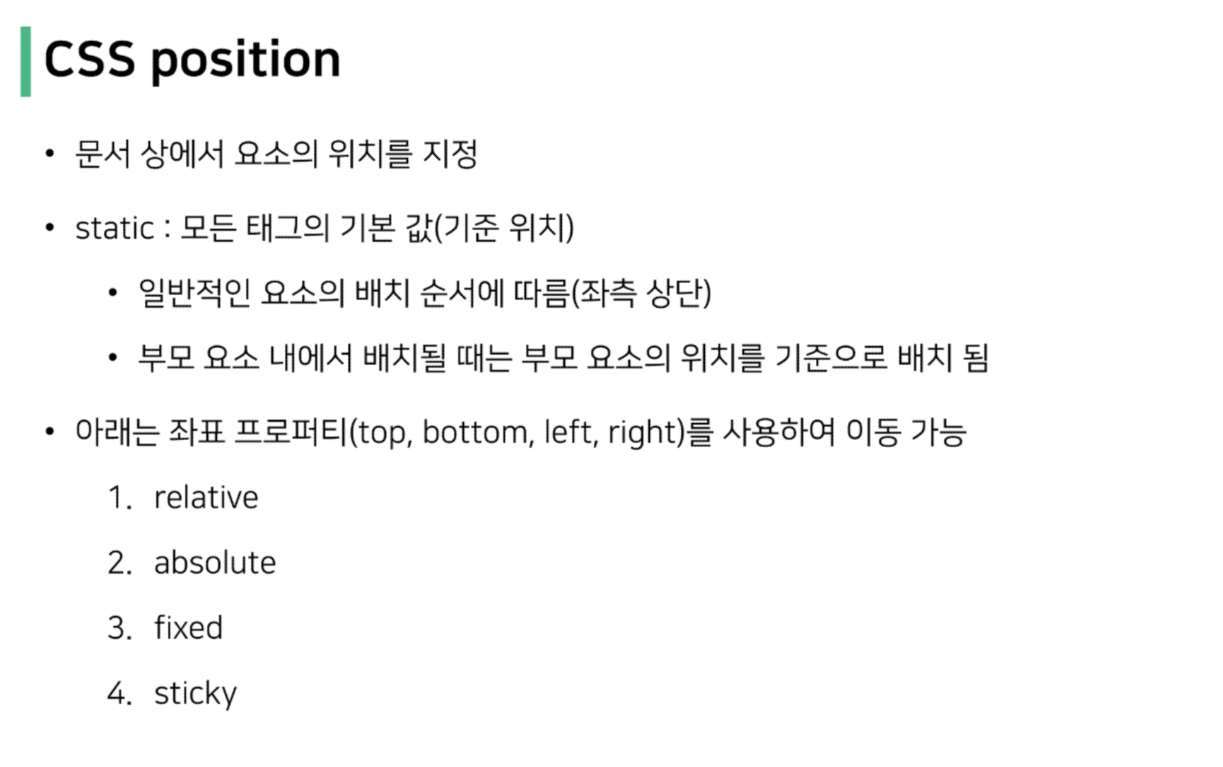 CSS position
• 문서 상에서 요소의 위치를 지정
• static : 모든 태그의 기본 값(기준 위치)
• 일반적인 요소의 배치 순서에 따름(좌측 상단)
• 부모 요소 내에서 배치될 때는 부모 요소의 위치를 기준으로 배치 됨
• 아래는 좌표 프로퍼티(top, bottom, left, right)를 사용하여 이동 가능
1. relative
2. absolute
3. fixed
4. sticky